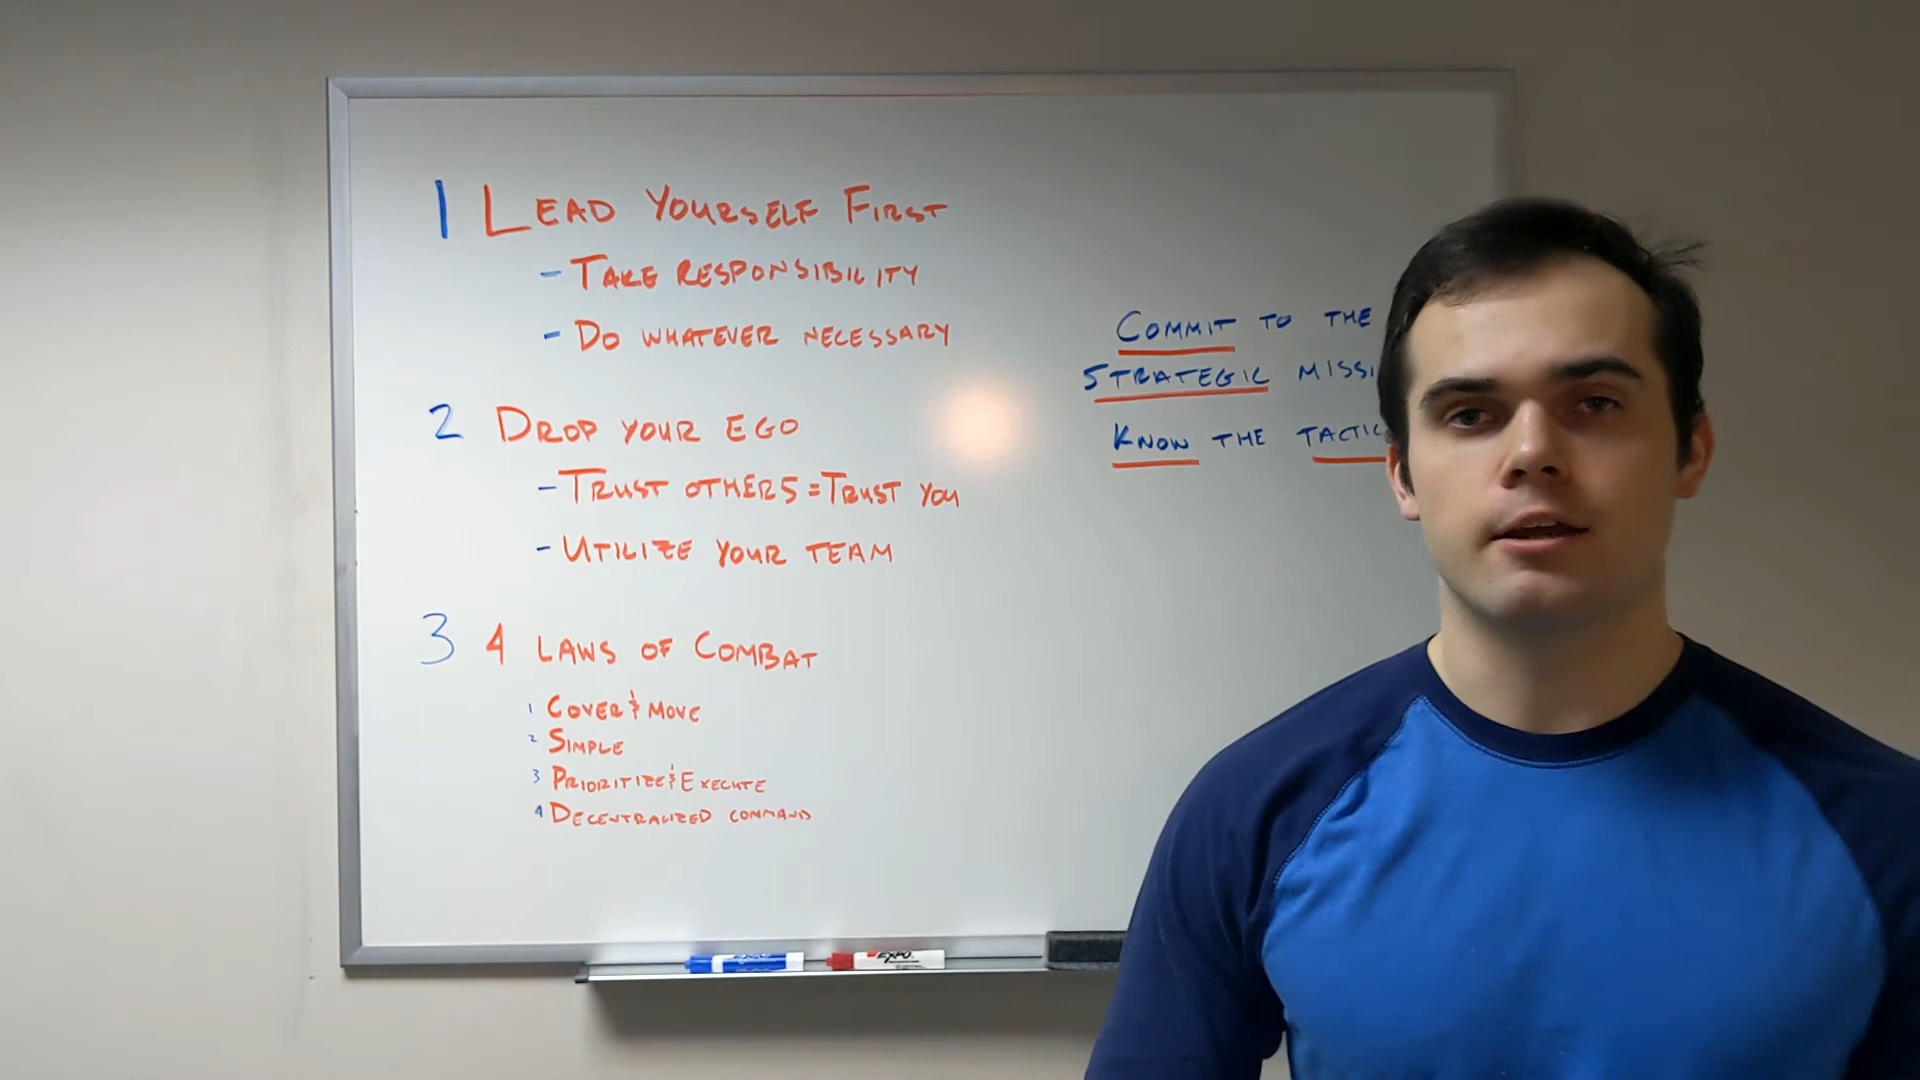 1 LEAD YOURSELF FIRST
- TAKE RESPONSIBILITY
- DO WHATEVER NECESSARY
2 DROP YOUR EGO
- TRUST OTHERS = TRUST YOU
- UTILIZE YOUR TEAM
3 4 LAWS OF COMBAT
1 COVER & MOVE
2 SIMPLE
3 PRIORITIZE & EXECUTE
4 DECENTRALIZED COMMAND
COMMIT TO THE
STRATEGIC
KNOW THE
EXPO